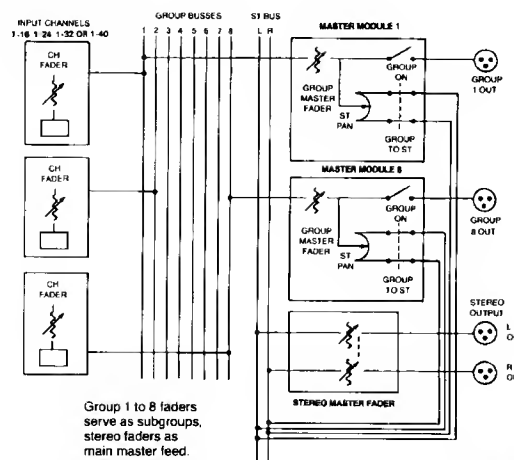 INPUT CHANNELS
1-16 1-24 1-32 OR 1-40
GROUP BUSSES
1 2 3 4 5 6 7 8
ST BUS
L R
CH
FADER
CH
FADER
CH
FADER
MASTER MODULE 1
GROUP
MASTER
FADER
GROUP
ON
ST
PAN
GROUP
TO ST
GROUP
1 OUT
MASTER MODULE 8
GROUP
MASTER
FADER
GROUP
ON
ST
PAN
GROUP
TO ST
GROUP
8 OUT
STEREO
OUTPUT
L
O
R
O
STEREO MASTER FADER
Group 1 to 8 faders
serve as subgroups,
stereo faders as
main master feed.